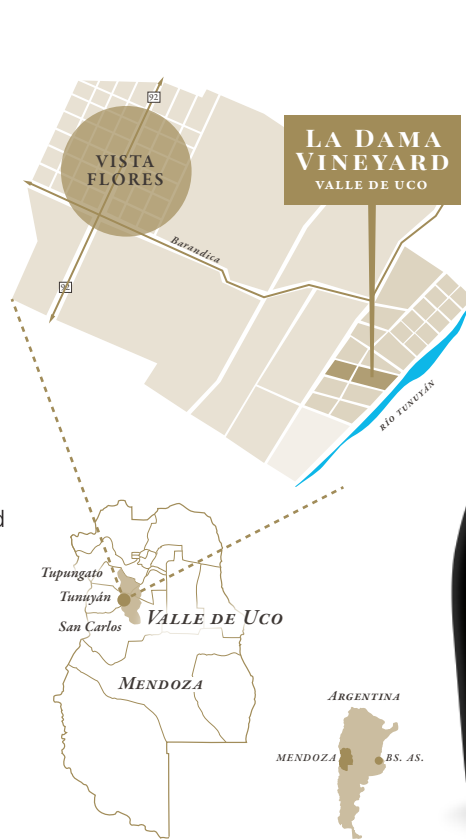 92
LA DAMA
VINEYARD
VALLE DE UCO
VISTA
FLORES
Barandica
92
RÍO TUNUYÁN
d
Tupungato
Tunuyán
San Carlos
VALLE DE UCO
MENDOZA
ARGENTINA
MENDOZA
BS. AS.